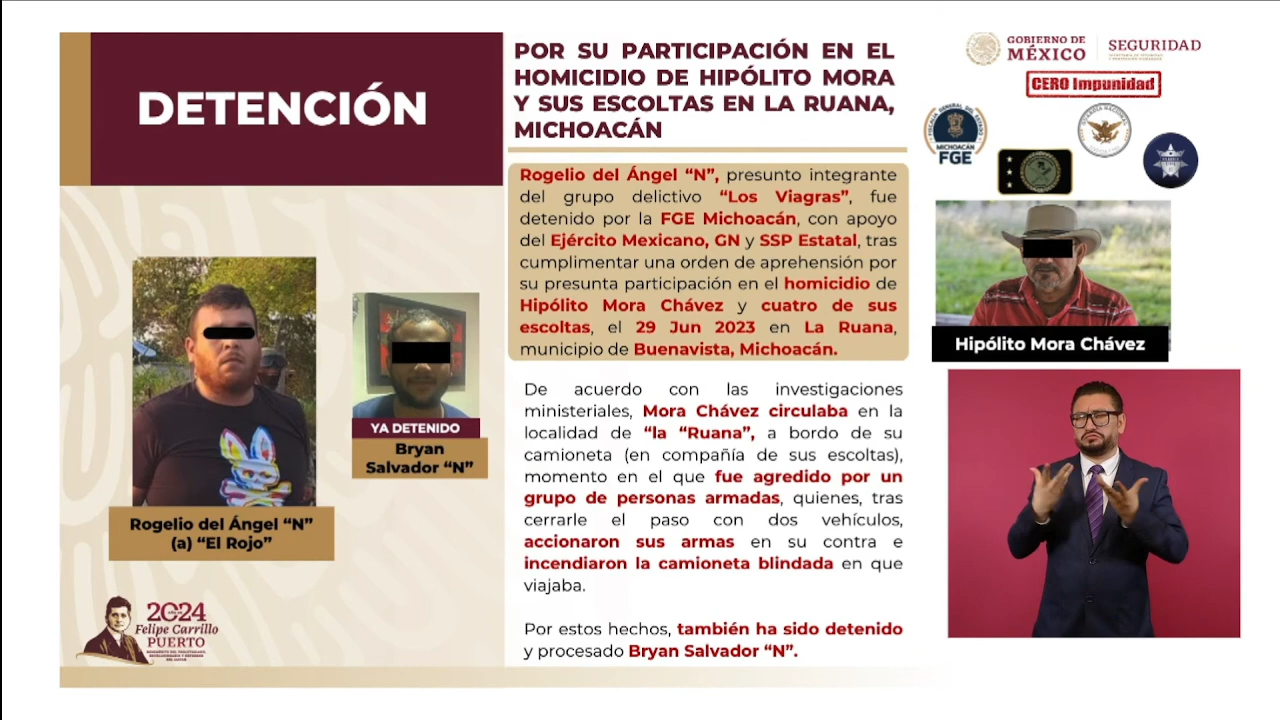 DETENCIÓN
POR SU PARTICIPACIÓN EN EL
HOMICIDIO DE HIPÓLITO MORA
Y SUS ESCOLTAS EN LA RUANA,
MICHOACÁN
Rogelio del Ángel “N”, presunto integrante
del grupo delictivo “Los Viagras”, fue
detenido por la FGE Michoacán, con apoyo
del Ejército Mexicano, GN y SSP Estatal, tras
cumplimentar una orden de aprehensión por
su presunta participación en el homicidio de
Hipólito Mora Chávez y cuatro de sus
escoltas, el 29 Jun 2023 en La Ruana,
municipio de Buenavista, Michoacán.
De acuerdo con las investigaciones
ministeriales, Mora Chávez circulaba en la
localidad de “la “Ruana”, a bordo de su
camioneta (en compañía de sus escoltas),
momento en el que fue agredido por un
grupo de personas armadas, quienes, tras
cerrarle el paso con dos vehículos,
accionaron sus armas en su contra e
incendiaron la camioneta blindada en que
viajaba.
Por estos hechos, también ha sido detenido
y procesado Bryan Salvador “N”.
YA DETENIDO
Bryan
Salvador “N”
Rogelio del Ángel “N”
(a) “El Rojo”
2024
Felipe Carrillo
PUERTO
GOBIERNO DE
MÉXICO
SEGURIDAD
CERO Impunidad
MICHOACÁN
FGE
Hipólito Mora Chávez